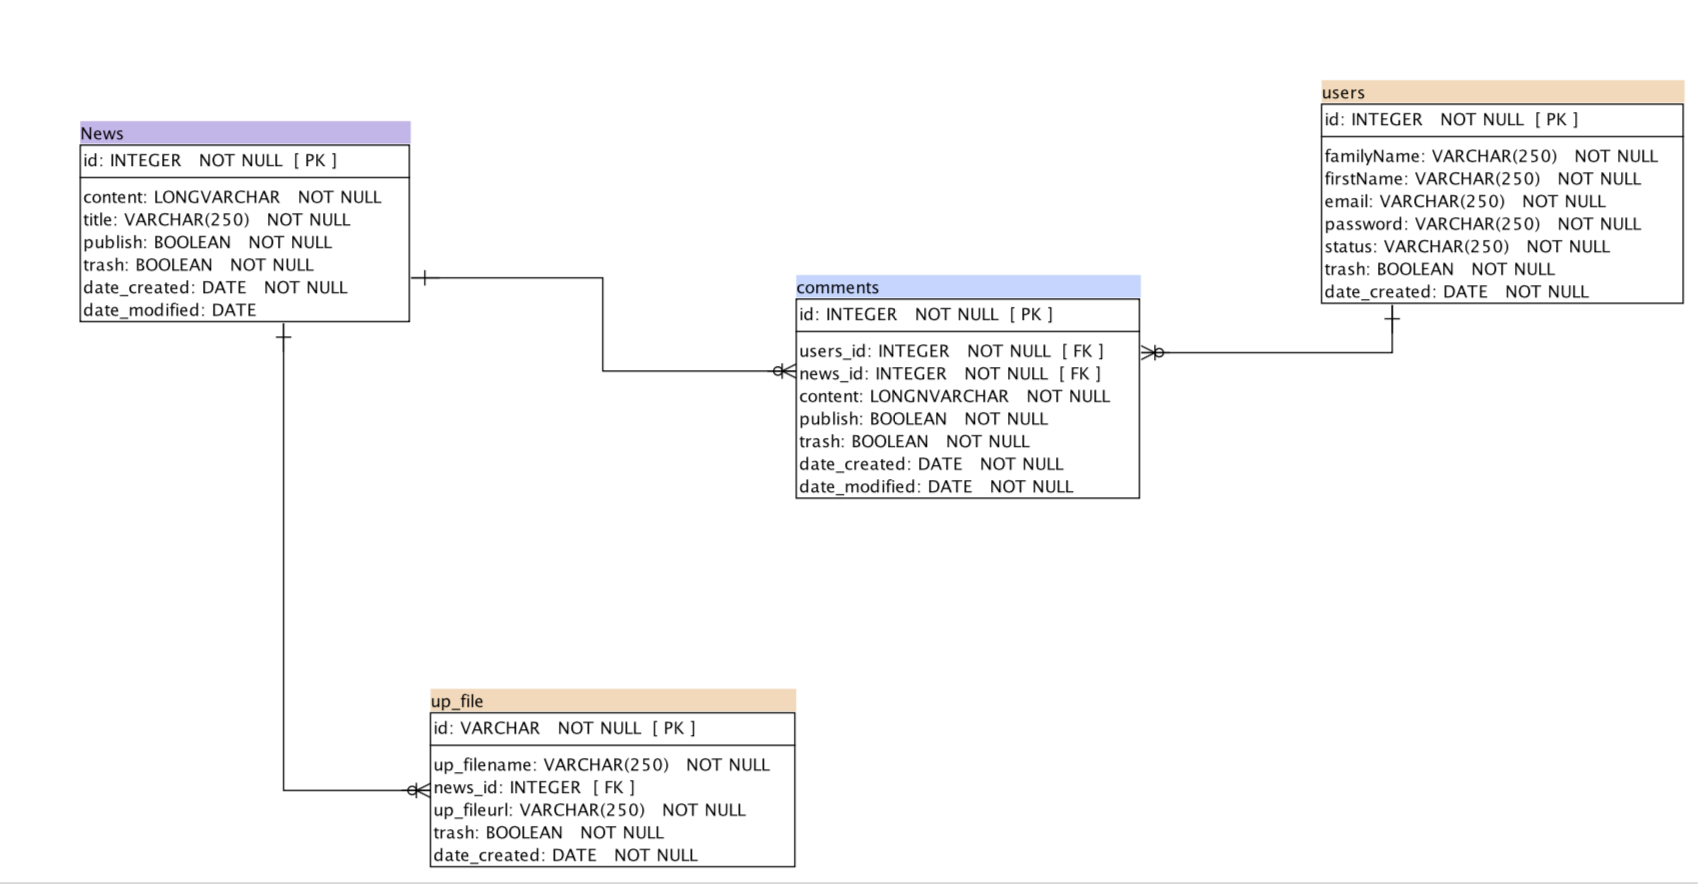 News
id: INTEGER NOT NULL [ PK ]
content: LONGVARCHAR NOT NULL
title: VARCHAR(250) NOT NULL
publish: BOOLEAN NOT NULL
trash: BOOLEAN NOT NULL
date_created: DATE NOT NULL
date_modified: DATE
comments
id: INTEGER NOT NULL [ PK ]
users_id: INTEGER NOT NULL [ FK ]
news_id: INTEGER NOT NULL [ FK ]
content: LONGNVARCHAR NOT NULL
publish: BOOLEAN NOT NULL
trash: BOOLEAN NOT NULL
date_created: DATE NOT NULL
date_modified: DATE NOT NULL
users
id: INTEGER NOT NULL [ PK ]
familyName: VARCHAR(250) NOT NULL
firstName: VARCHAR(250) NOT NULL
email: VARCHAR(250) NOT NULL
password: VARCHAR(250) NOT NULL
status: VARCHAR(250) NOT NULL
trash: BOOLEAN NOT NULL
date_created: DATE NOT NULL
up_file
id: VARCHAR NOT NULL [ PK ]
up_filename: VARCHAR(250) NOT NULL
news_id: INTEGER [ FK ]
up_fileurl: VARCHAR(250) NOT NULL
trash: BOOLEAN NOT NULL
date_created: DATE NOT NULL